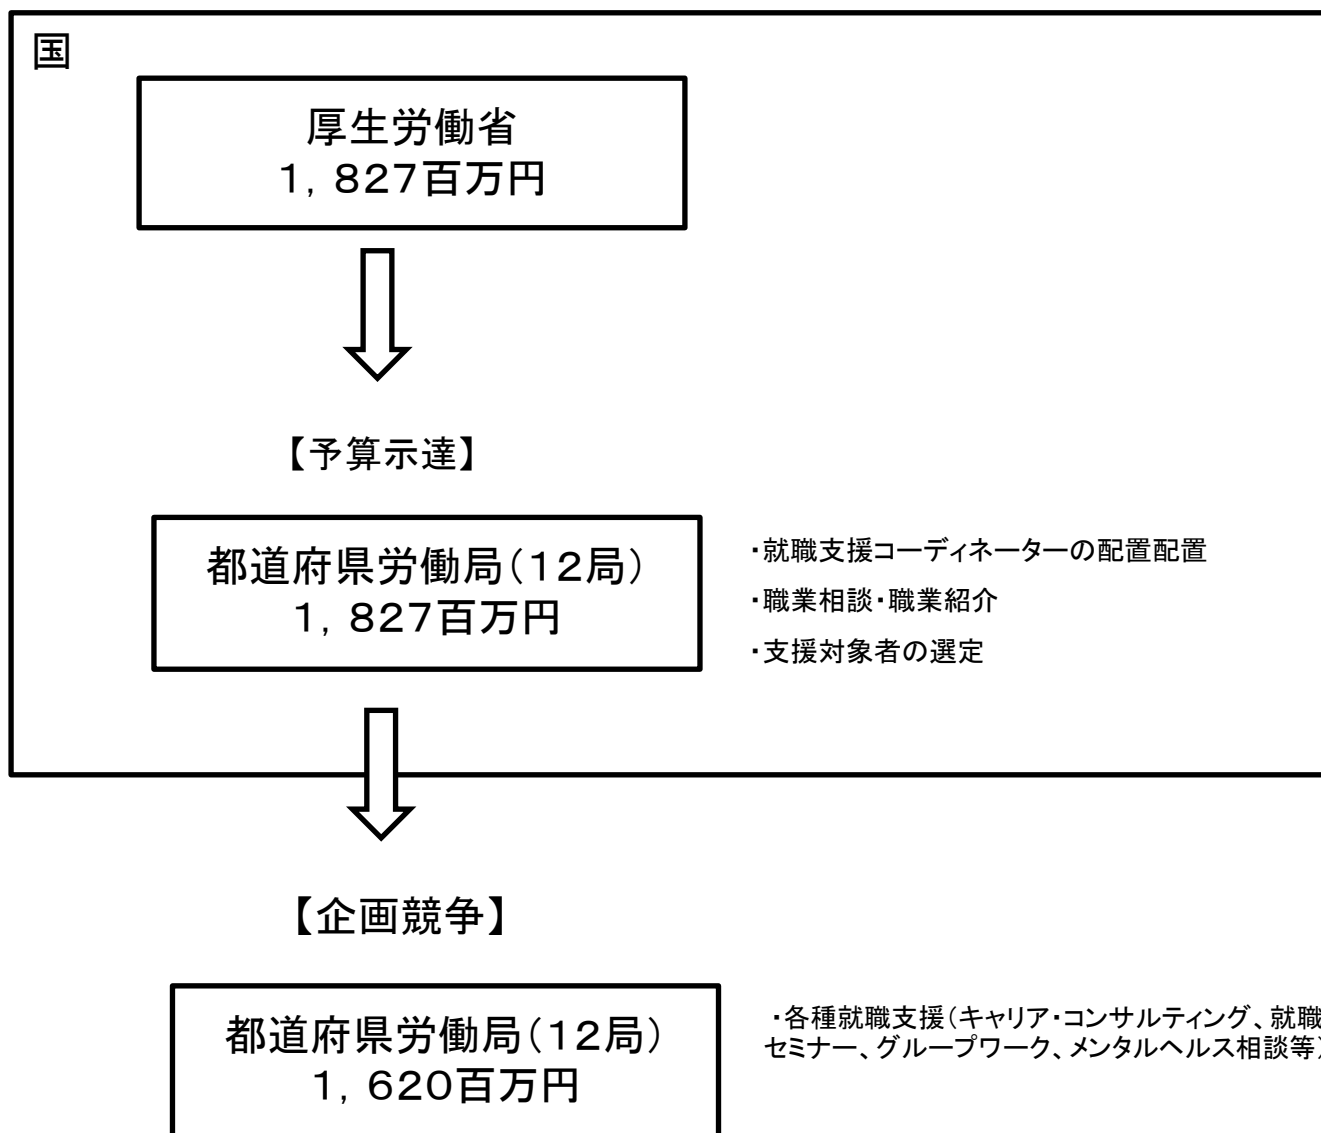 国
厚生労働省
１，８２７百万円
【予算示達】
都道府県労働局（１２局）
１，８２７百万円
・就職支援コーディネーターの配置配置
・職業相談・職業紹介
・支援対象者の選定
【企画競争】
都道府県労働局（１２局）
１，６２０百万円
・各種就職支援（キャリア・コンサルティング、就職
セミナー、グループワーク、メンタルヘルス相談等）